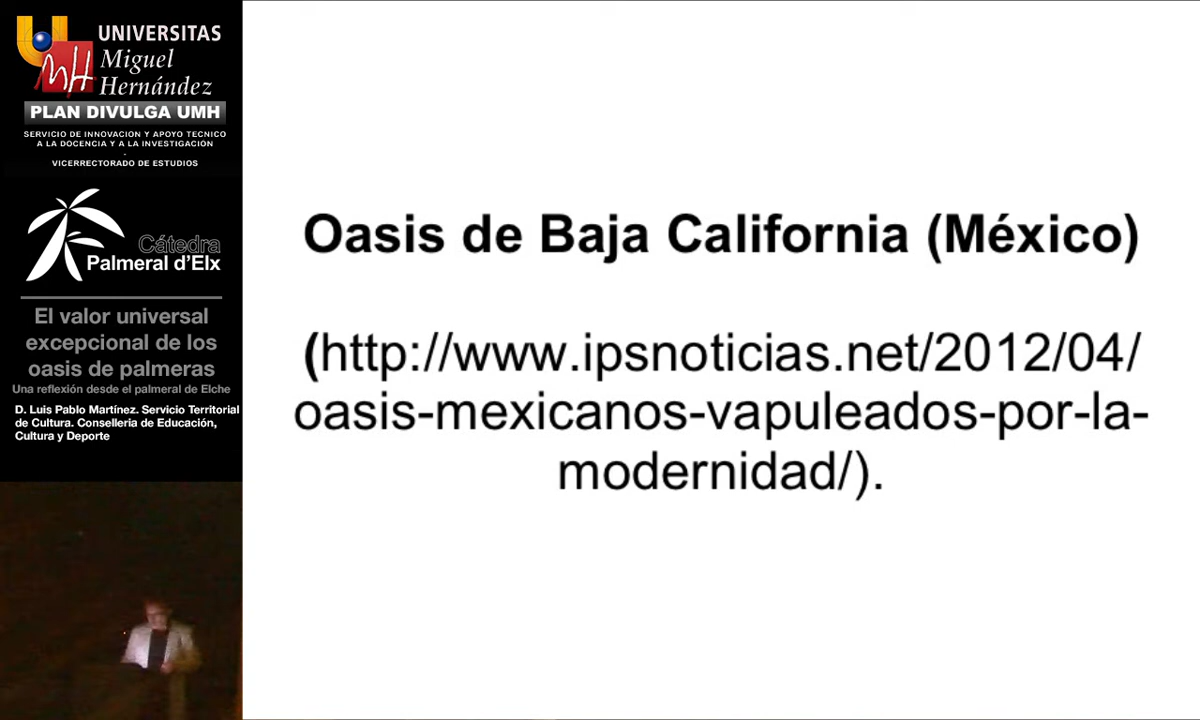 UNIVERSITAS
Miguel
Hernández
PLAN DIVULGA UMH
SERVICIO DE INNOVACION Y APOYO TECNICO
A LA DOCENCIA Y A LA INVESTIGACIÓN
VICERRECTORADO DE ESTUDIOS
Cátedra
Palmeral d'Elx
El valor universal
excepcional de los
oasis de palmeras
Una reflexión desde el palmeral de Elche
D. Luis Pablo Martínez. Servicio Territorial
de Cultura. Conselleria de Educación,
Cultura y Deporte
Oasis de Baja California (México)
(http://www.ipsnoticias.net/2012/04/
oasis-mexicanos-vapuleados-por-la-
modernidad/).